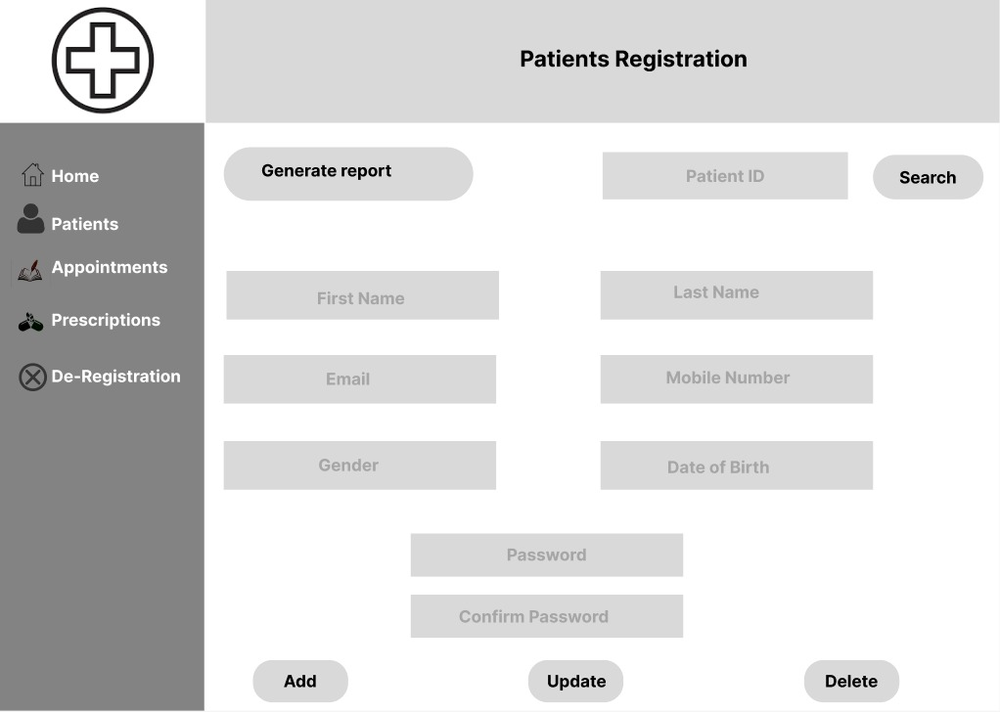 Patients Registration
Home
Patients
Appointments
Prescriptions
De-Registration
Generate report
Patient ID
Search
First Name
Last Name
Email
Mobile Number
Gender
Date of Birth
Password
Confirm Password
Add
Update
Delete